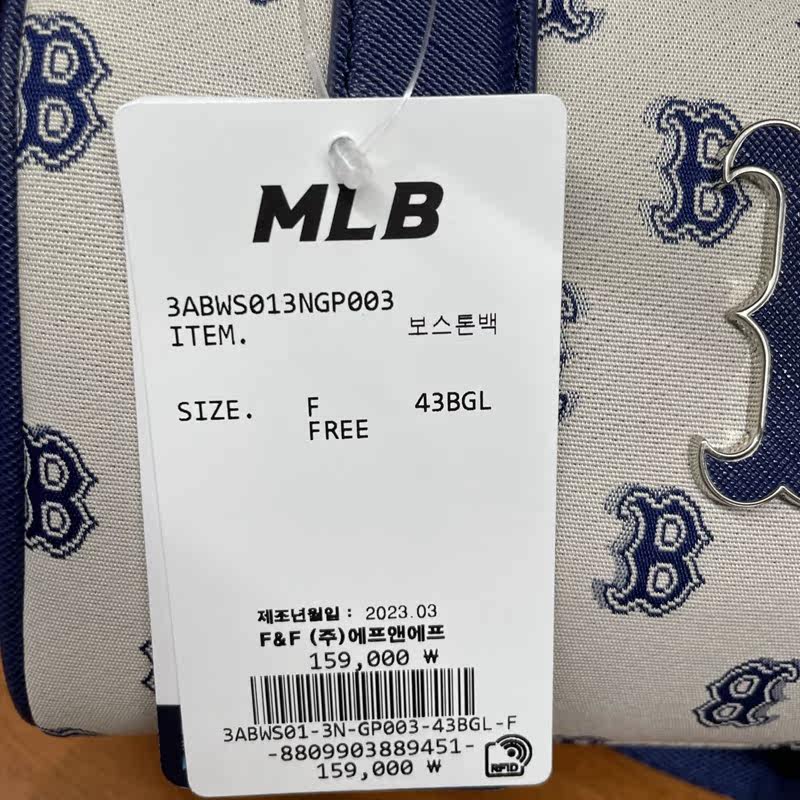 MLB
3ABWS013NGP003
ITEM. 보스톤백
SIZE. F 43BGL
FREE
제조년월일 : 2023.03
F&F (주)에프앤에프
159,000 ₩
3ABWS01-3N-GP003-43BGL-F
-8809903889451-
159,000 ₩
RFID